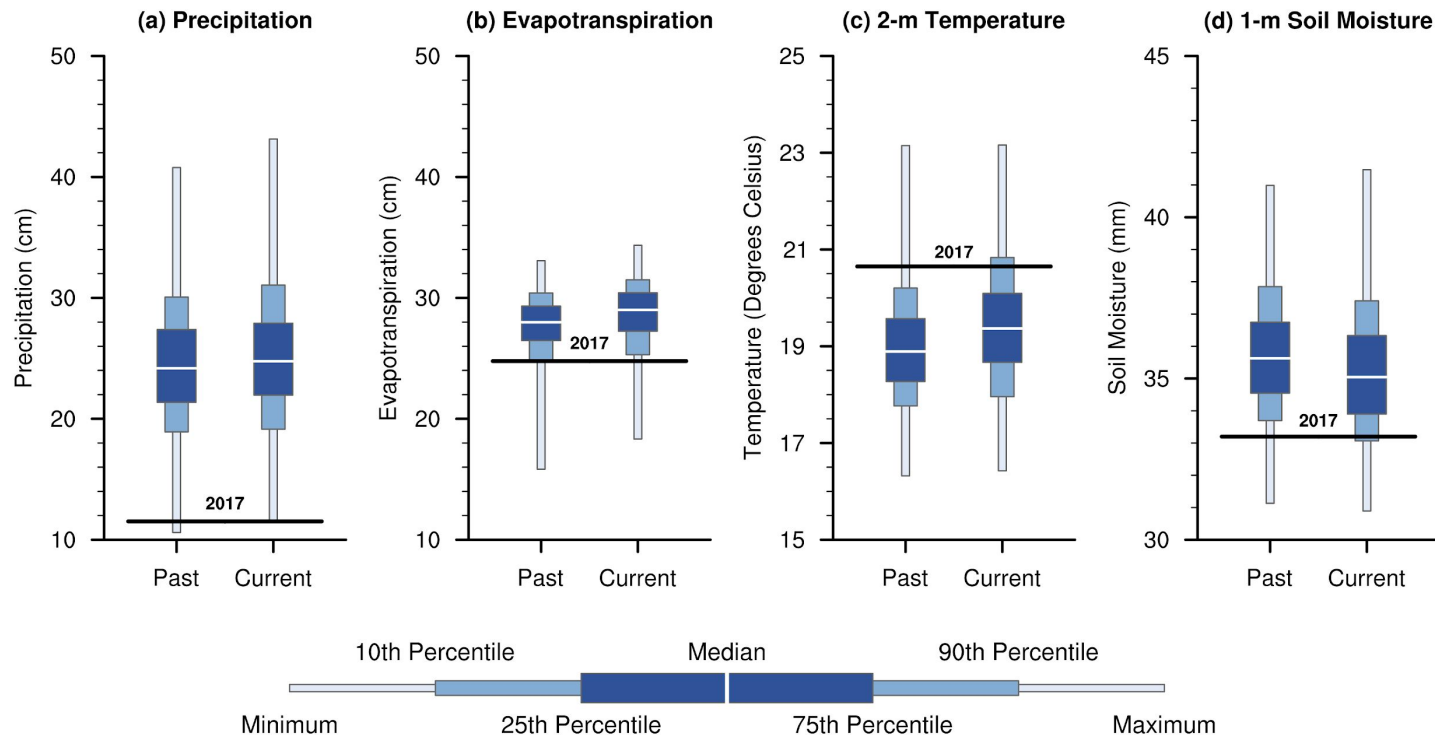 (a) Precipitation
50
40
30
20
10
Precipitation (cm)
2017
Past Current
(b) Evapotranspiration
50
40
30
20
10
Evapotranspiration (cm)
2017
Past Current
(c) 2-m Temperature
25
23
21
19
17
15
Temperature (Degrees Celsius)
2017
Past Current
(d) 1-m Soil Moisture
45
40
35
30
Soil Moisture (mm)
2017
Past Current
10th Percentile Median 90th Percentile
Minimum 25th Percentile 75th Percentile Maximum